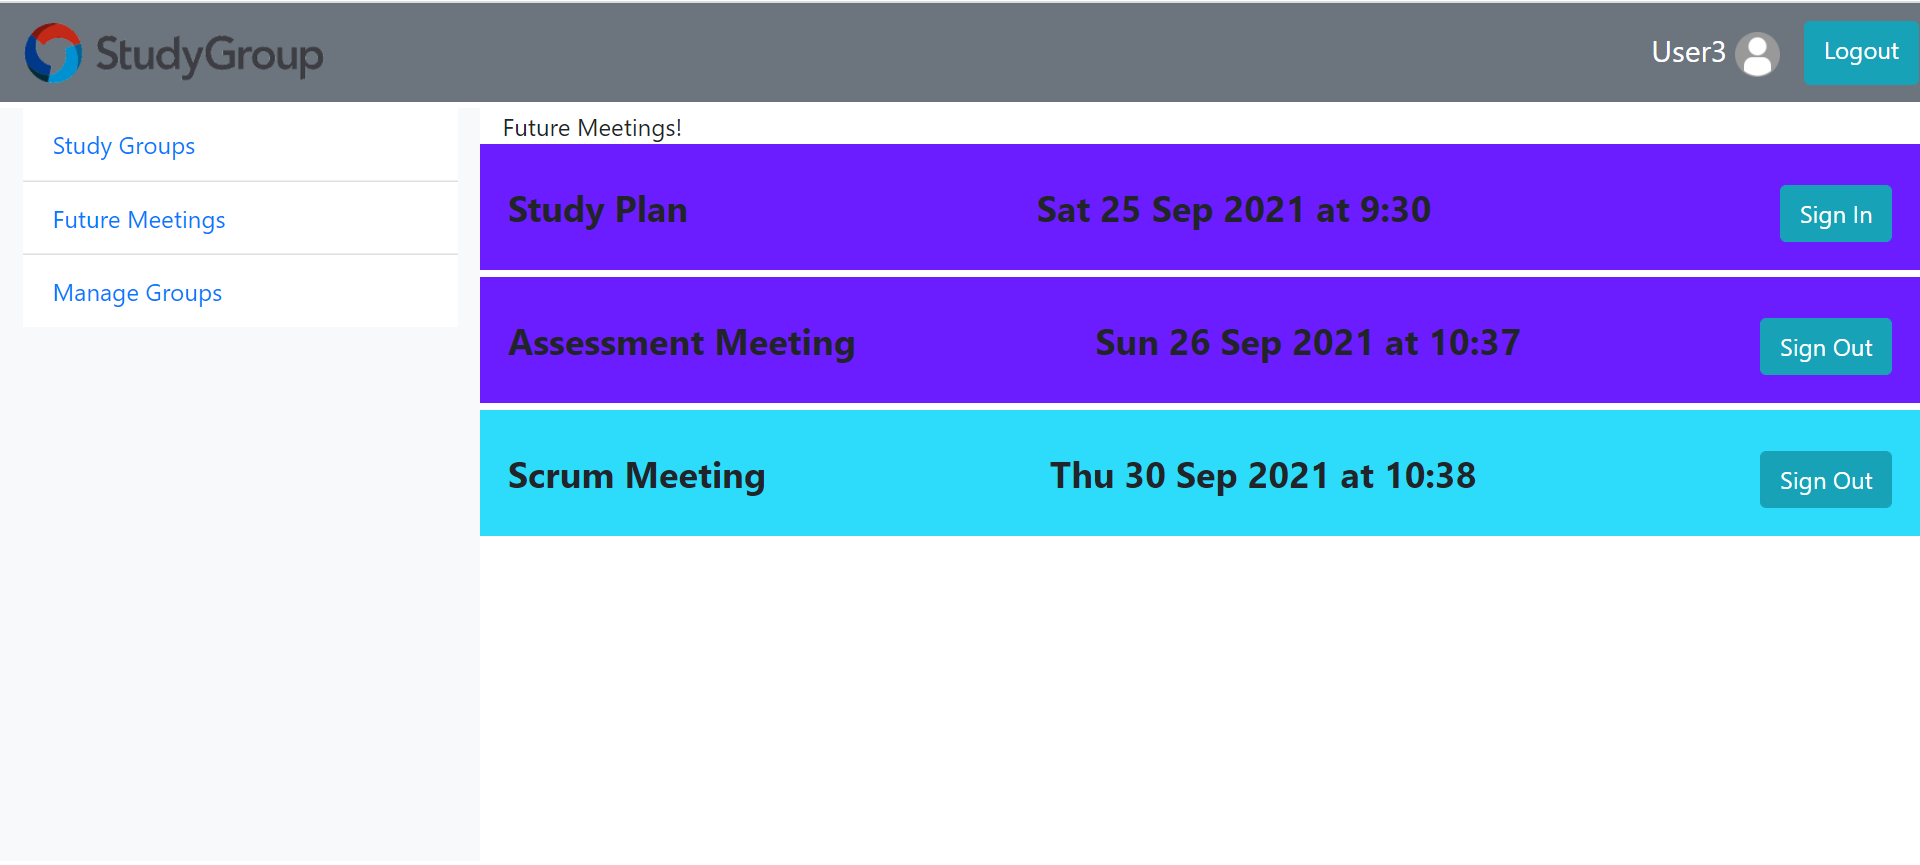 StudyGroup
User3
Logout
Study Groups
Future Meetings
Manage Groups
Future Meetings!
Study Plan Sat 25 Sep 2021 at 9:30 Sign In
Assessment Meeting Sun 26 Sep 2021 at 10:37 Sign Out
Scrum Meeting Thu 30 Sep 2021 at 10:38 Sign Out